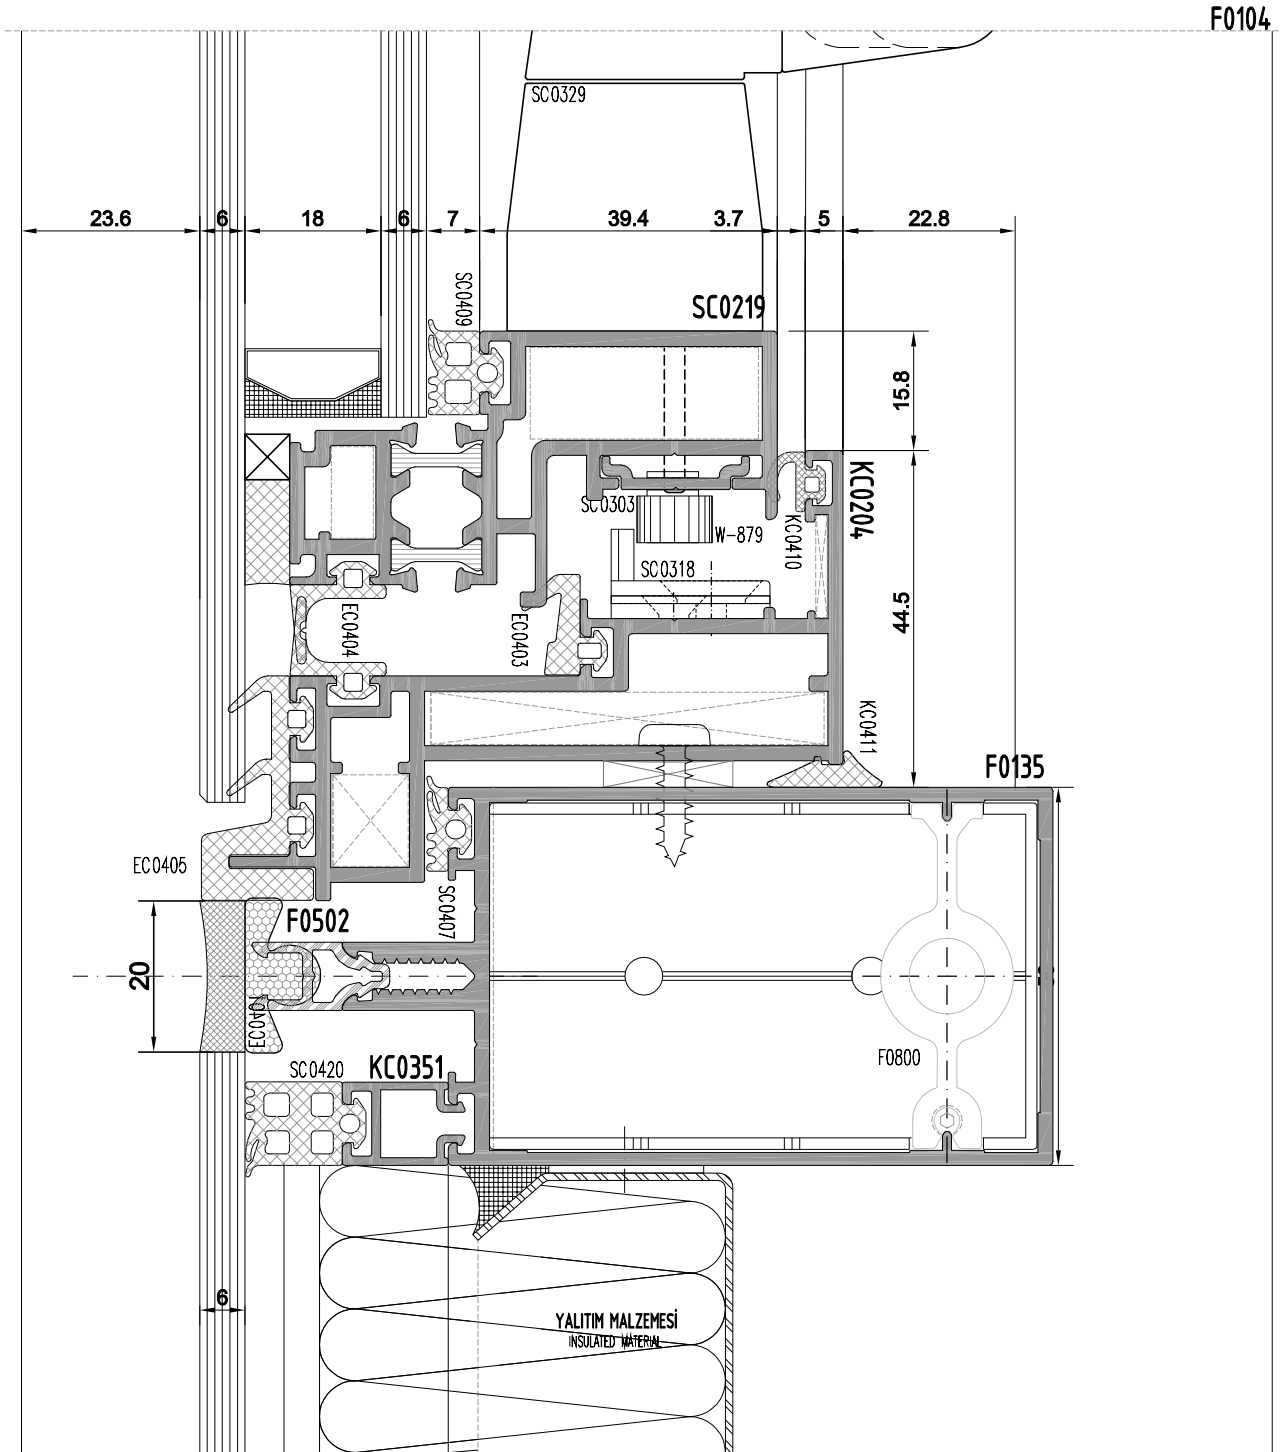 F0104
SC0329
23.6
6
18
6
7
39.4
3.7
5
22.8
SC0409
SC0219
15.8
KC0204
SC0303
W-879
KC0410
SC0318
44.5
EC0404
EC0403
KC0411
F0135
EC0405
SC0407
F0502
20
EC0401
F0800
SC0420
KC0351
6
YALITIM MALZEMESİ
INSULATED MATERIAL